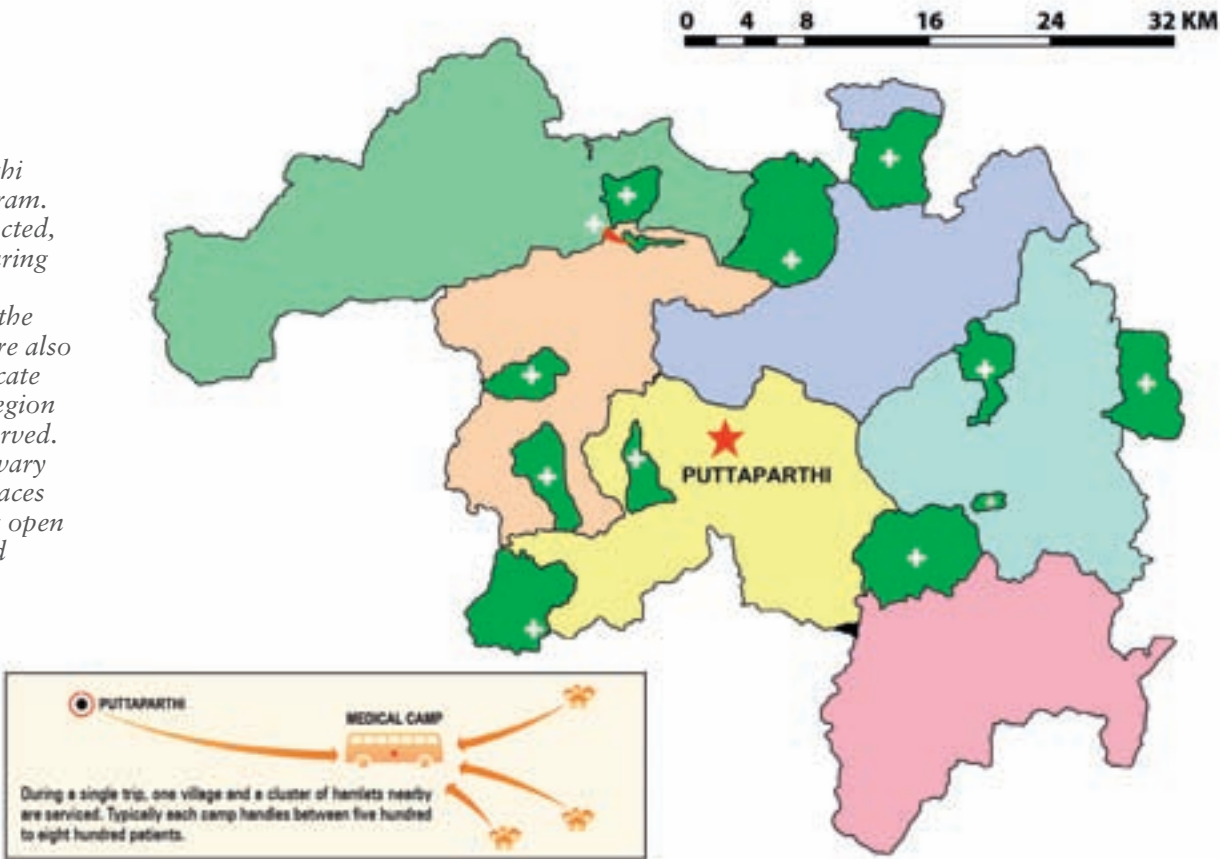 0 4 8 16 24 32 KM
hi
ram.
cted,
ring
the
re also
cate
egion
rved.
vary
aces
open
d
PUTTAPARTHI
PUTTAPARTHI
MEDICAL CAMP
During a single trip, one village and a cluster of hamlets nearby
are serviced. Typically each camp handles between five hundred
to eight hundred patients.